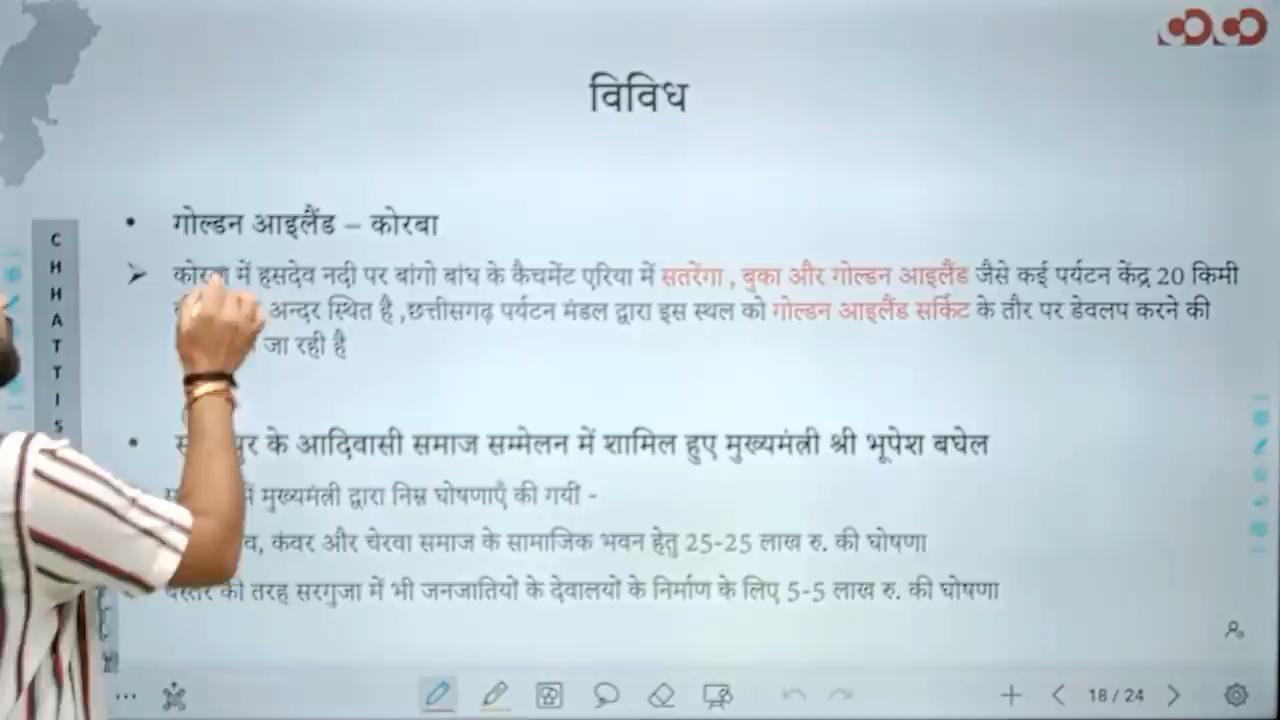 विविध
CHHATTIS
• गोल्डन आइलैंड – कोरबा
➤ में हसदेव नदी पर बांगो बांध के कैचमेंट एरिया में सतरेंगा , बुका और गोल्डन आइलैंड जैसे कई पर्यटन केंद्र 20 किमी
अन्दर स्थित है ,छत्तीसगढ़ पर्यटन मंडल द्वारा इस स्थल को गोल्डन आइलैंड सर्किट के तौर पर डेवलप करने की
जा रही है
• के आदिवासी समाज सम्मेलन में शामिल हुए मुख्यमंत्री श्री भूपेश बघेल
मुख्यमंत्री द्वारा निम्न घोषणाएँ की गयीं -
कंवर और चेरवा समाज के सामाजिक भवन हेतु 25-25 लाख रु. की घोषणा
बस्तर की तरह सरगुजा में भी जनजातियों के देवालयों के निर्माण के लिए 5-5 लाख रु. की घोषणा
18 / 24